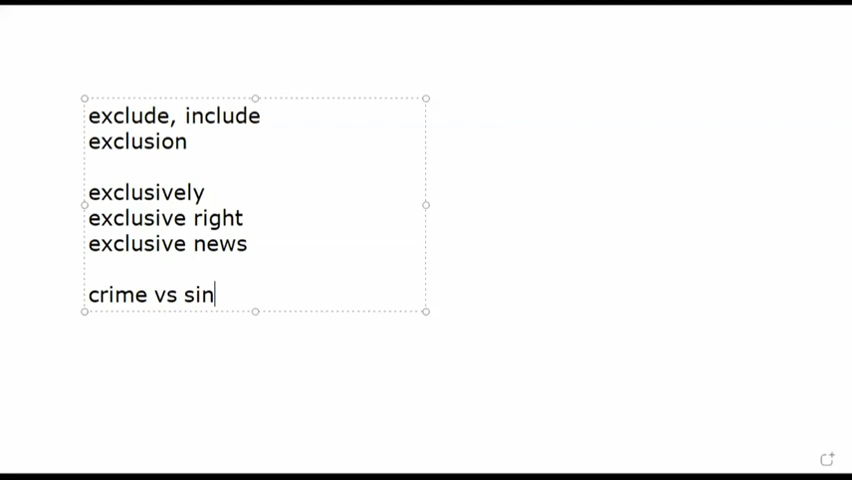 exclude, include
exclusion
exclusively
exclusive right
exclusive news
crime vs sin